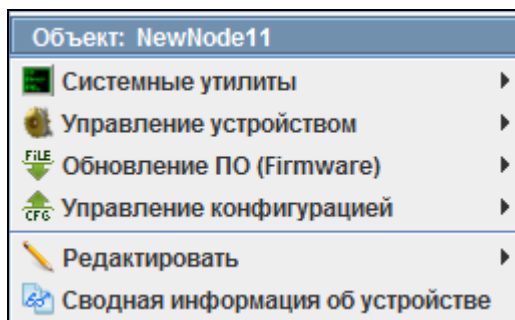 Объект: NewNode11
Системные утилиты
Управление устройством
FILE
Обновление ПО (Firmware)
CFG
Управление конфигурацией
Редактировать
Сводная информация об устройстве